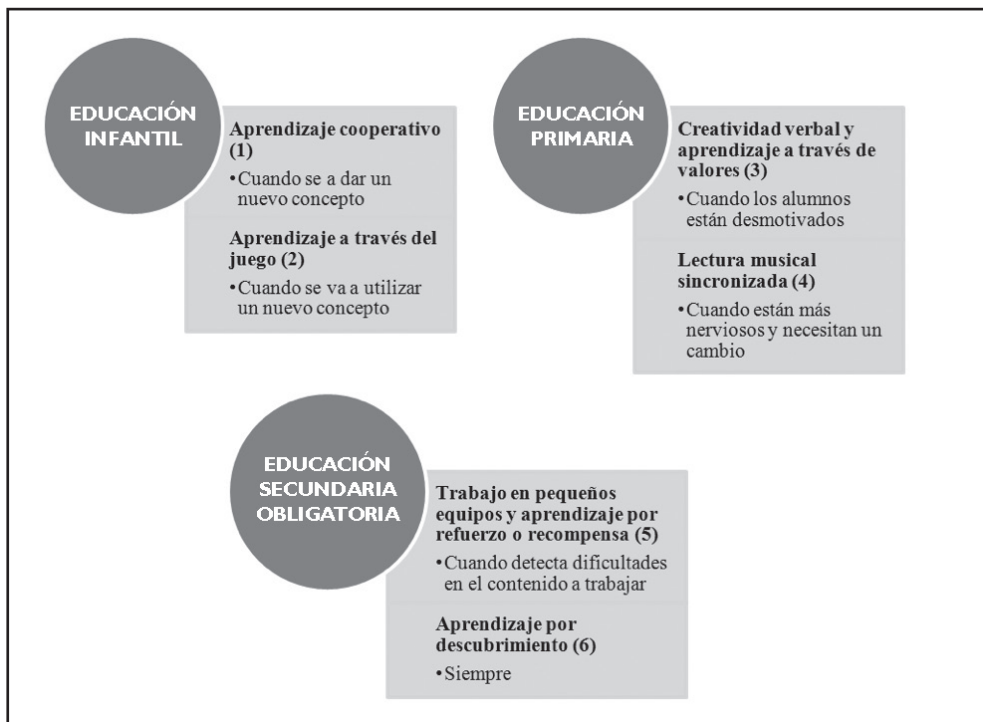 EDUCACIÓN
INFANTIL
Aprendizaje cooperativo
(1)
•Cuando se a dar un
nuevo concepto
Aprendizaje a través del
juego (2)
•Cuando se va a utilizar
un nuevo concepto
EDUCACIÓN
PRIMARIA
Creatividad verbal y
aprendizaje a través de
valores (3)
•Cuando los alumnos
están desmotivados
Lectura musical
sincronizada (4)
•Cuando están más
nerviosos y necesitan un
cambio
EDUCACIÓN
SECUNDARIA
OBLIGATORIA
Trabajo en pequeños
equipos y aprendizaje por
refuerzo o recompensa (5)
•Cuando detecta dificultades
en el contenido a trabajar
Aprendizaje por
descubrimiento (6)
•Siempre